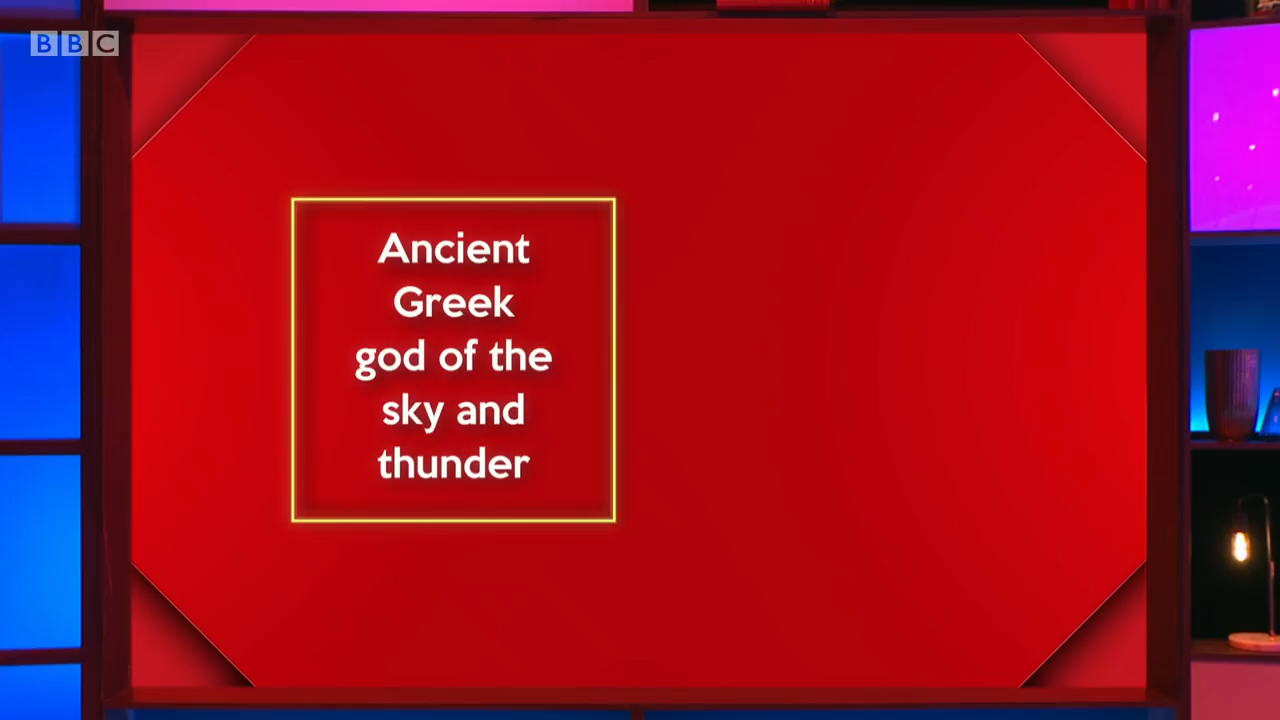 BBC
Ancient
Greek
god of the
sky and
thunder